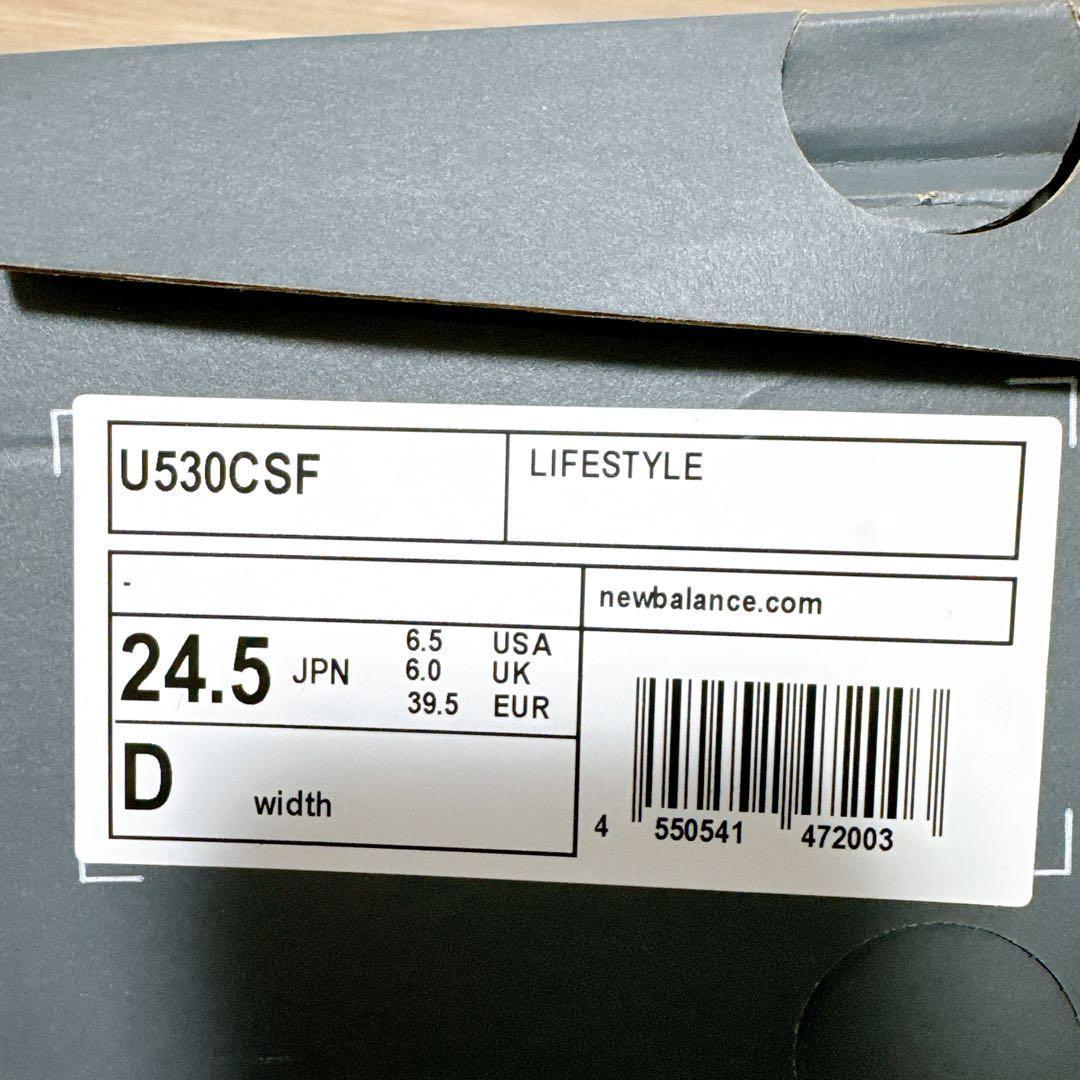 U530CSF
LIFESTYLE
-
newbalance.com
24.5 JPN
6.5 USA
6.0 UK
39.5 EUR
D width
4 550541 472003